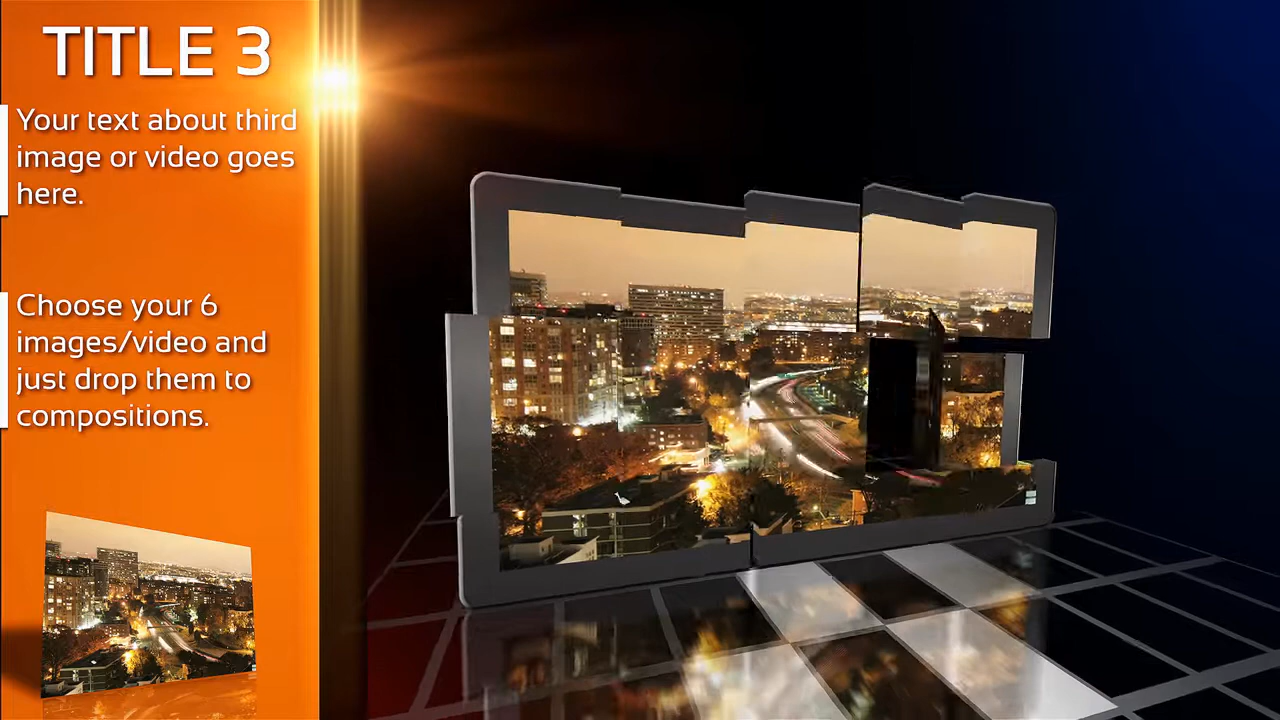 TITLE 3
Your text about third
image or video goes
here.
Choose your 6
images/video and
just drop them to
compositions.